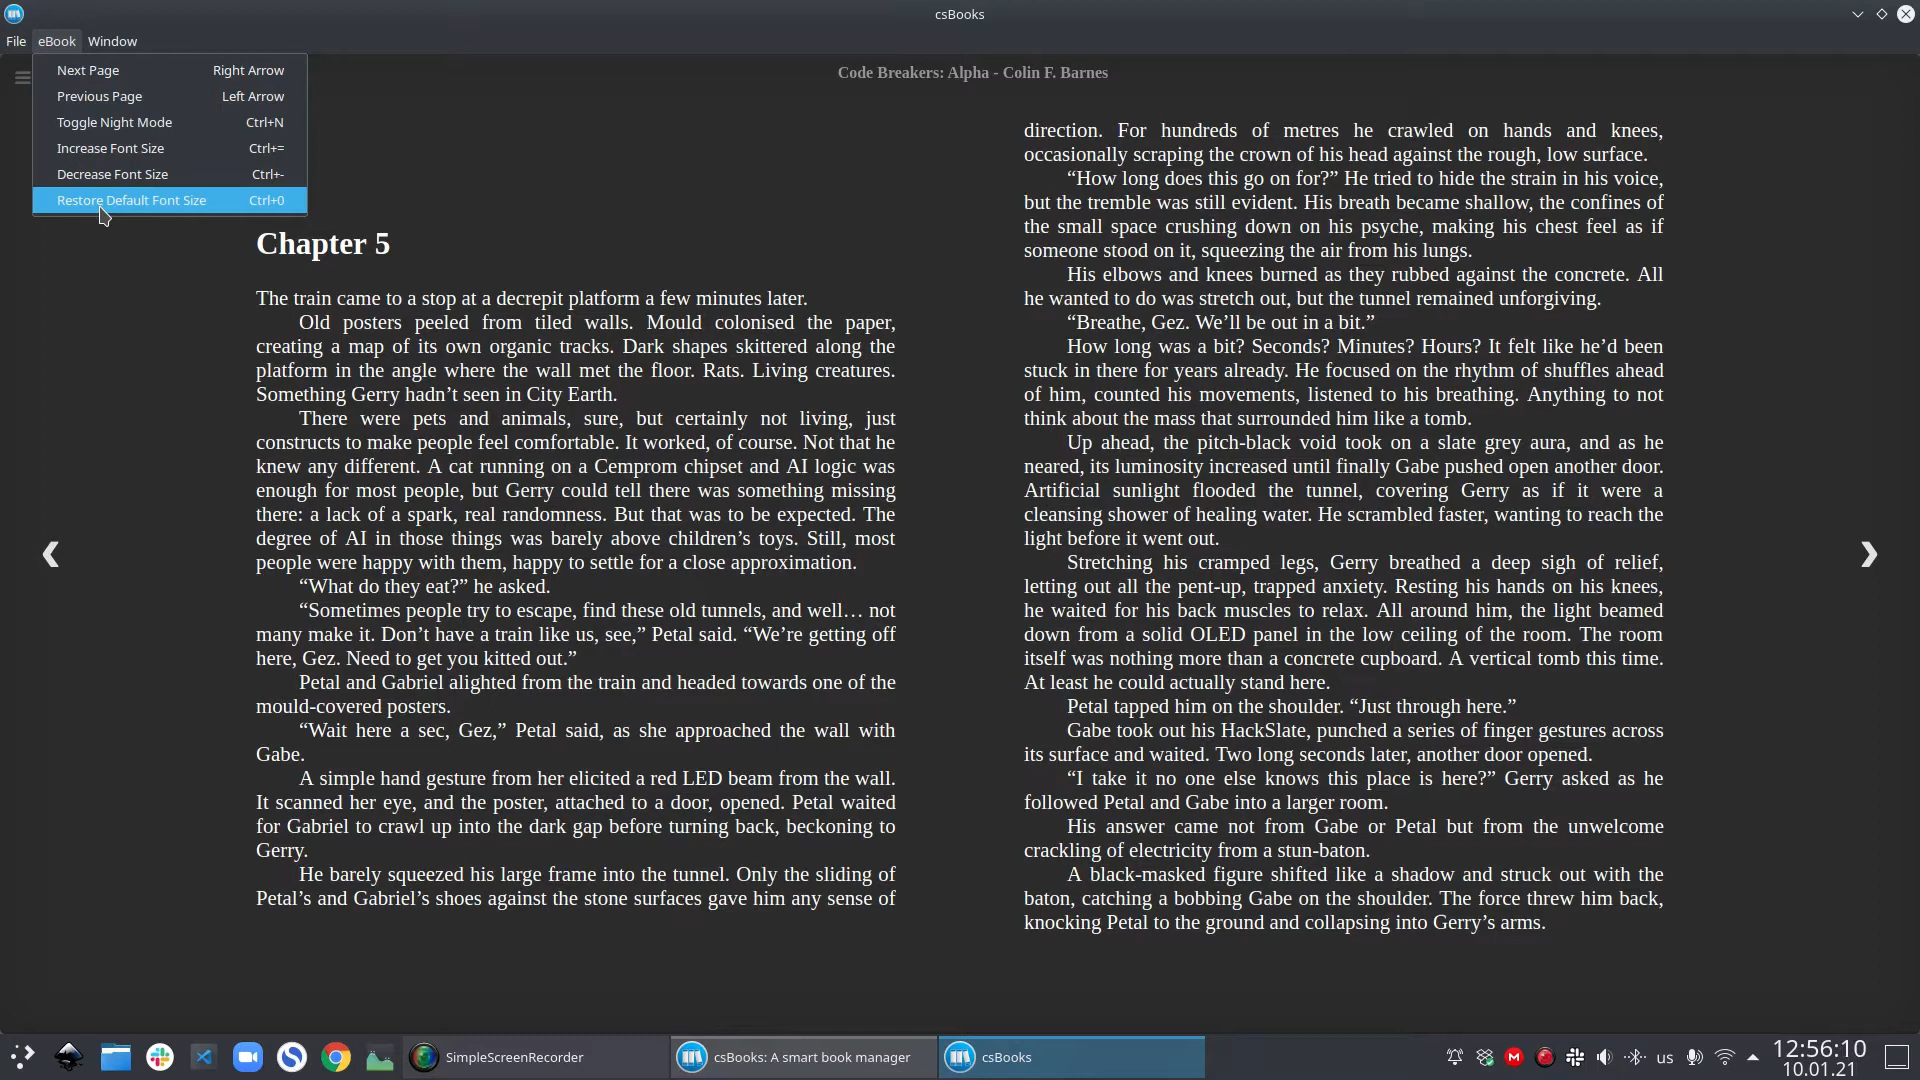 csBooks
File eBook Window
Next Page Right Arrow
Previous Page Left Arrow
Toggle Night Mode Ctrl+N
Increase Font Size Ctrl+=
Decrease Font Size Ctrl+-
Restore Default Font Size Ctrl+0
Code Breakers: Alpha - Colin F. Barnes
Chapter 5
The train came to a stop at a decrepit platform a few minutes later.
Old posters peeled from tiled walls. Mould colonised the paper,
creating a map of its own organic tracks. Dark shapes skittered along the
platform in the angle where the wall met the floor. Rats. Living creatures.
Something Gerry hadn’t seen in City Earth.
There were pets and animals, sure, but certainly not living, just
constructs to make people feel comfortable. It worked, of course. Not that he
knew any different. A cat running on a Cemprom chipset and AI logic was
enough for most people, but Gerry could tell there was something missing
there: a lack of a spark, real randomness. But that was to be expected. The
degree of AI in those things was barely above children’s toys. Still, most
people were happy with them, happy to settle for a close approximation.
“What do they eat?” he asked.
“Sometimes people try to escape, find these old tunnels, and well… not
many make it. Don’t have a train like us, see,” Petal said. “We’re getting off
here, Gez. Need to get you kitted out.”
Petal and Gabriel alighted from the train and headed towards one of the
mould-covered posters.
“Wait here a sec, Gez,” Petal said, as she approached the wall with
Gabe.
A simple hand gesture from her elicited a red LED beam from the wall.
It scanned her eye, and the poster, attached to a door, opened. Petal waited
for Gabriel to crawl up into the dark gap before turning back, beckoning to
Gerry.
He barely squeezed his large frame into the tunnel. Only the sliding of
Petal’s and Gabriel’s shoes against the stone surfaces gave him any sense of
direction. For hundreds of metres he crawled on hands and knees,
occasionally scraping the crown of his head against the rough, low surface.
“How long does this go on for?” He tried to hide the strain in his voice,
but the tremble was still evident. His breath became shallow, the confines of
the small space crushing down on his psyche, making his chest feel as if
someone stood on it, squeezing the air from his lungs.
His elbows and knees burned as they rubbed against the concrete. All
he wanted to do was stretch out, but the tunnel remained unforgiving.
“Breathe, Gez. We’ll be out in a bit.”
How long was a bit? Seconds? Minutes? Hours? It felt like he’d been
stuck in there for years already. He focused on the rhythm of shuffles ahead
of him, counted his movements, listened to his breathing. Anything to not
think about the mass that surrounded him like a tomb.
Up ahead, the pitch-black void took on a slate grey aura, and as he
neared, its luminosity increased until finally Gabe pushed open another door.
Artificial sunlight flooded the tunnel, covering Gerry as if it were a
cleansing shower of healing water. He scrambled faster, wanting to reach the
light before it went out.
Stretching his cramped legs, Gerry breathed a deep sigh of relief,
letting out all the pent-up, trapped anxiety. Resting his hands on his knees,
he waited for his back muscles to relax. All around him, the light beamed
down from a solid OLED panel in the low ceiling of the room. The room
itself was nothing more than a concrete cupboard. A vertical tomb this time.
At least he could actually stand here.
Petal tapped him on the shoulder. “Just through here.”
Gabe took out his HackSlate, punched a series of finger gestures across
its surface and waited. Two long seconds later, another door opened.
“I take it no one else knows this place is here?” Gerry asked as he
followed Petal and Gabe into a larger room.
His answer came not from Gabe or Petal but from the unwelcome
crackling of electricity from a stun-baton.
A black-masked figure shifted like a shadow and struck out with the
baton, catching a bobbing Gabe on the shoulder. The force threw him back,
knocking Petal to the ground and collapsing into Gerry’s arms.
SimpleScreenRecorder
csBooks: A smart book manager
csBooks
us
12:56:10
10.01.21